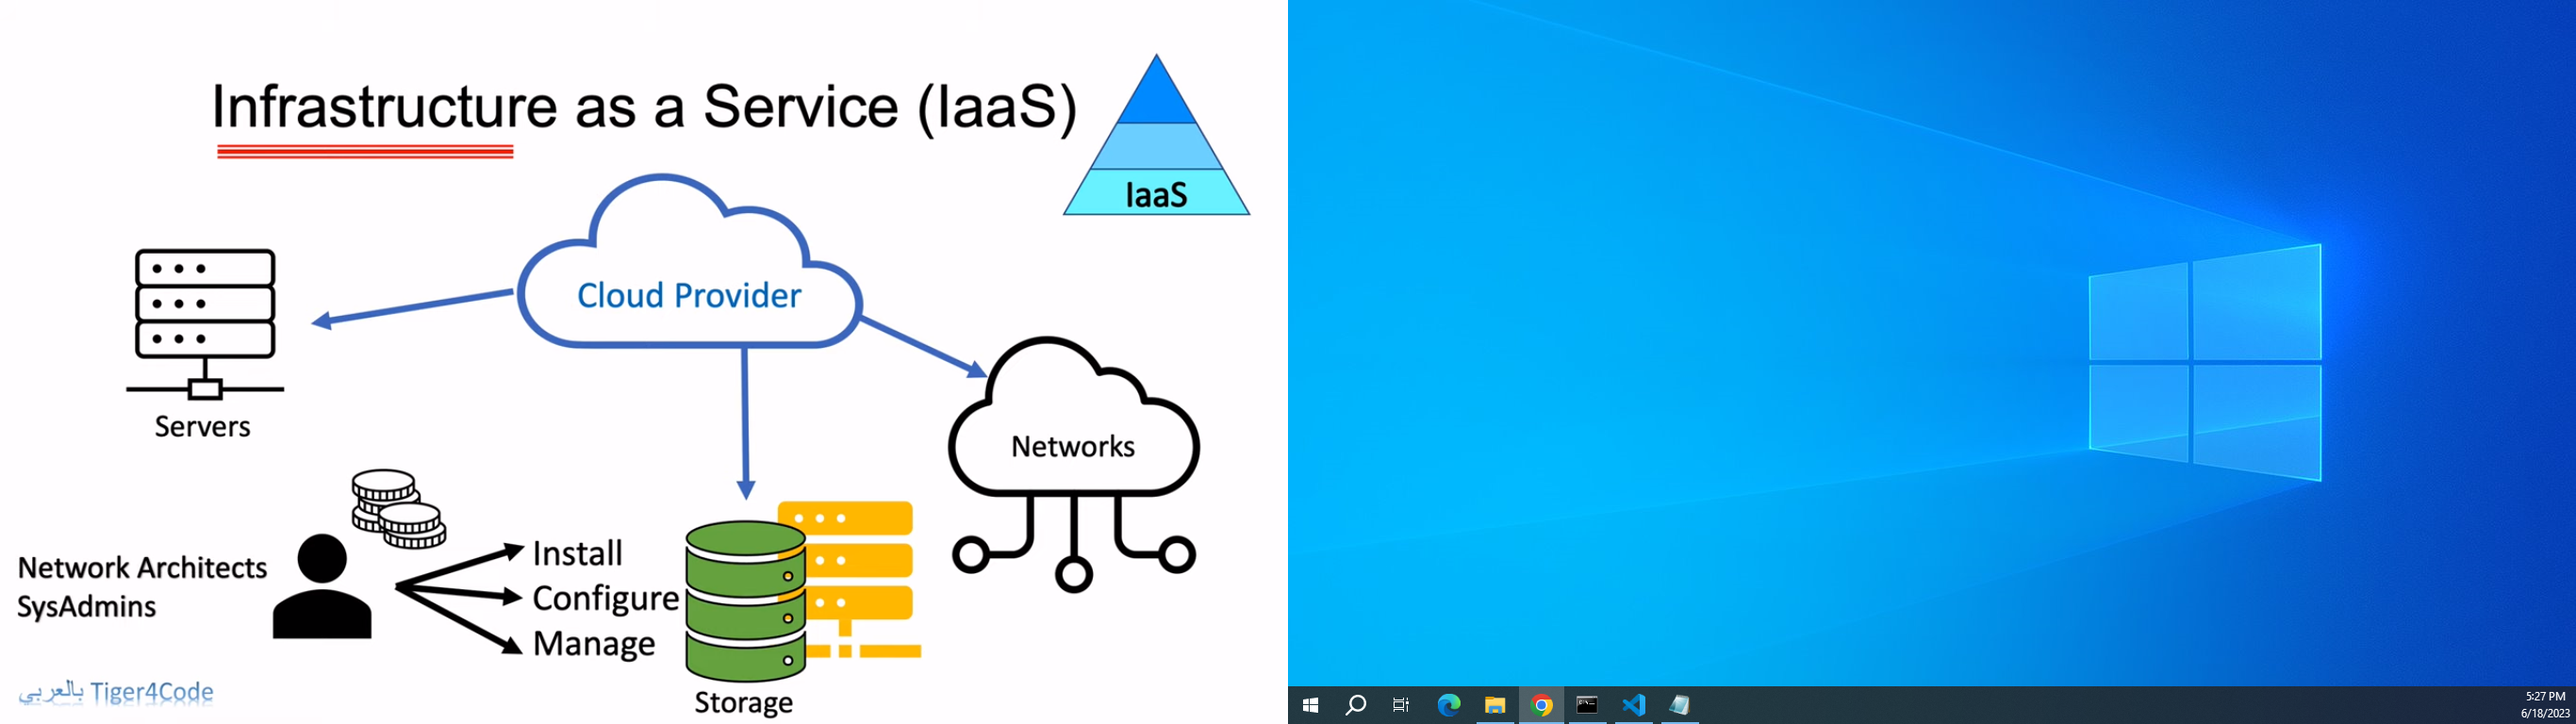 Infrastructure as a Service (IaaS)
IaaS
Cloud Provider
Servers
Networks
Network Architects
SysAdmins
Install
Configure
Manage
Storage
Tiger4Code بالعربي
5:27 PM
6/18/2023